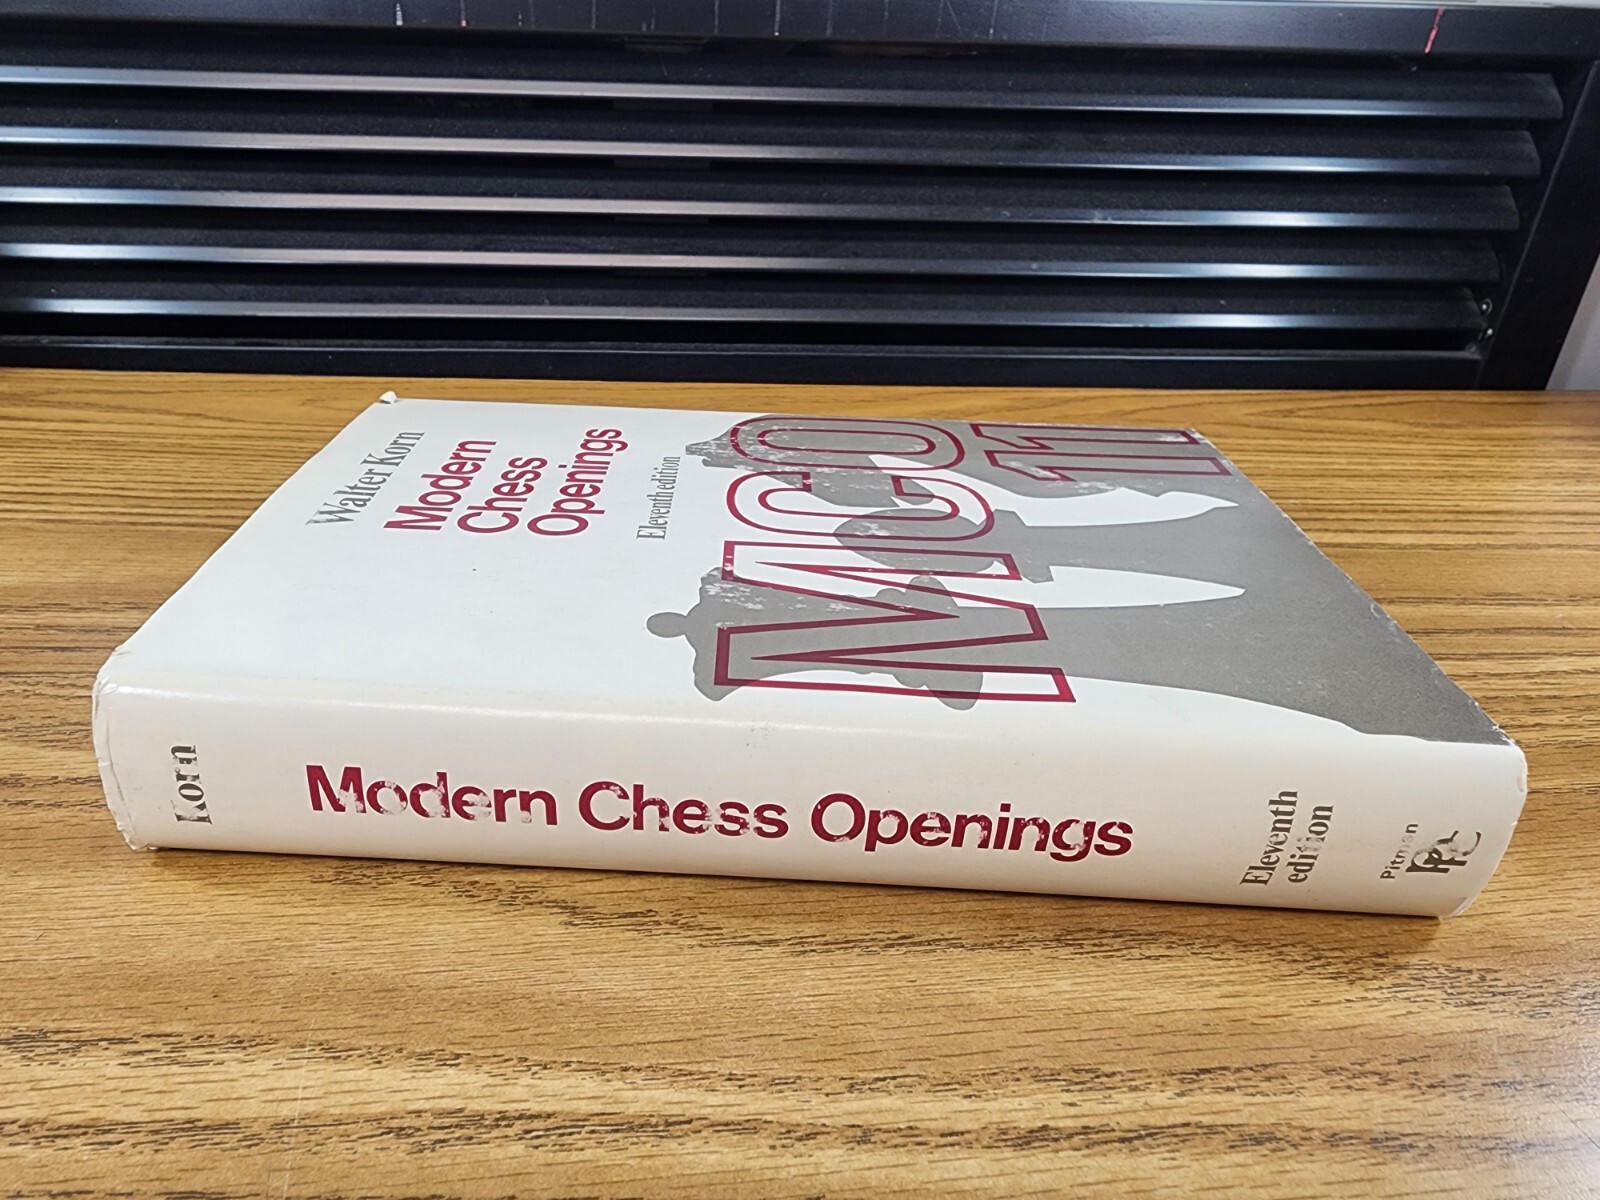 Walter Korn
Modern
Chess
Openings
Eleventh edition
MCO
11
Korn
Modern Chess Openings
Eleventh
edition
Pitman